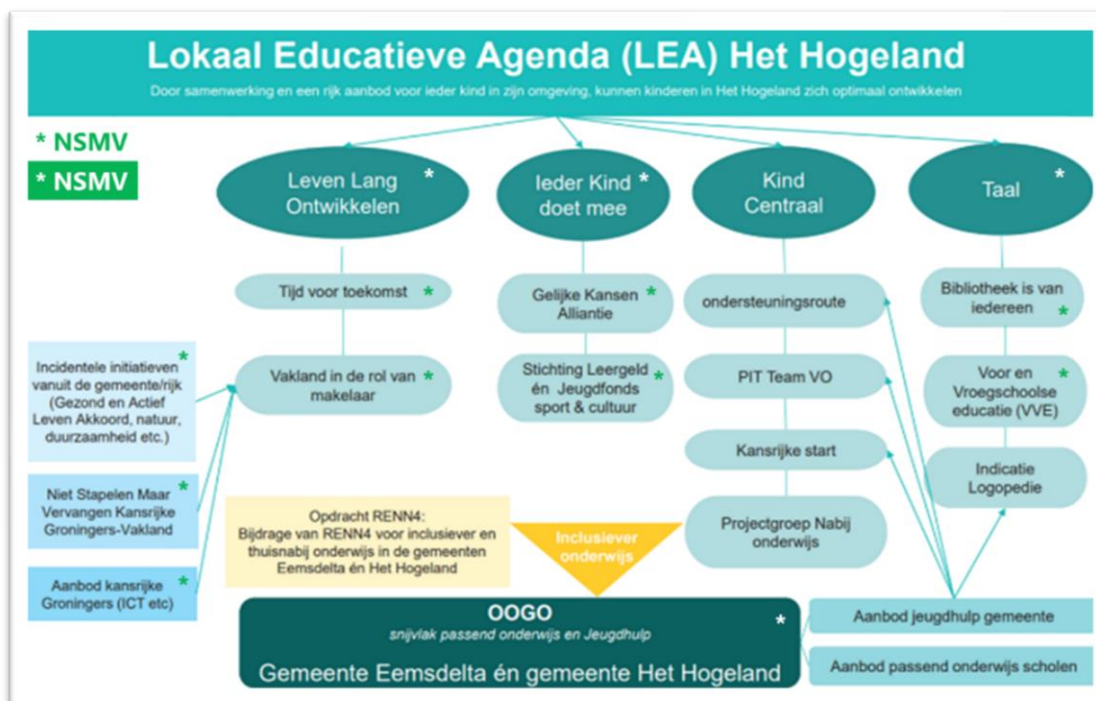 Lokaal Educatieve Agenda (LEA) Het Hogeland
Door samenwerking en een rijk aanbod voor ieder kind in zijn omgeving, kunnen kinderen in Het Hogeland zich optimaal ontwikkelen
* NSMV
* NSMV
Leven Lang *
Ontwikkelen
Ieder Kind *
doet mee
Kind
Centraal
Taal *
Tijd voor toekomst *
Vakland in de rol van *
makelaar
Gelijke Kansen *
Alliantie
Stichting Leergeld
én Jeugdfonds *
sport & cultuur
ondersteuningsroute
PIT Team VO
Kansrijke start
Projectgroep Nabij
onderwijs
Bibliotheek is van
iedereen *
Voor en *
Vroegschoolse
educatie (VVE)
Indicatie
Logopedie
Incidentele initiatieven *
vanuit de gemeente/rijk
(Gezond en Actief
Leven Akkoord, natuur,
duurzaamheid etc.)
Niet Stapelen Maar *
Vervangen Kansrijke
Groningers-Vakland
Aanbod kansrijke *
Groningers (ICT etc)
Opdracht RENN4:
Bijdrage van RENN4 voor inclusiever en
thuisnabij onderwijs in de gemeenten
Eemsdelta én Het Hogeland
Inclusiever
onderwijs
OOGO *
snijvlak passend onderwijs en Jeugdhulp
Gemeente Eemsdelta én gemeente Het Hogeland
Aanbod jeugdhulp gemeente
Aanbod passend onderwijs scholen